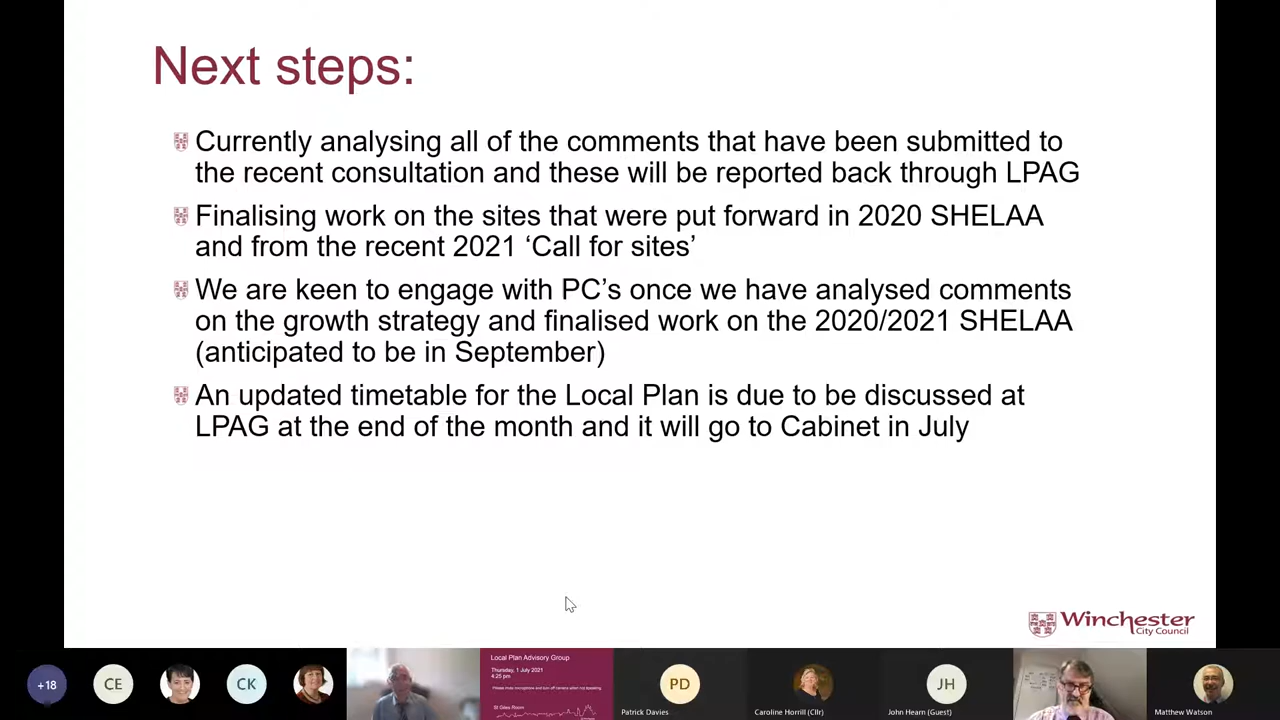 Next steps:
Currently analysing all of the comments that have been submitted to
the recent consultation and these will be reported back through LPAG
Finalising work on the sites that were put forward in 2020 SHELAA
and from the recent 2021 ‘Call for sites’
We are keen to engage with PC’s once we have analysed comments
on the growth strategy and finalised work on the 2020/2021 SHELAA
(anticipated to be in September)
An updated timetable for the Local Plan is due to be discussed at
LPAG at the end of the month and it will go to Cabinet in July
Winchester
City Council
+18
CE
CK
Local Plan Advisory Group
Thursday, 1 July 2021
4.25 pm
St Giles Room
PD
Patrick Davies
Caroline Horrill (Cllr)
JH
John Hearn (Guest)
Matthew Watson